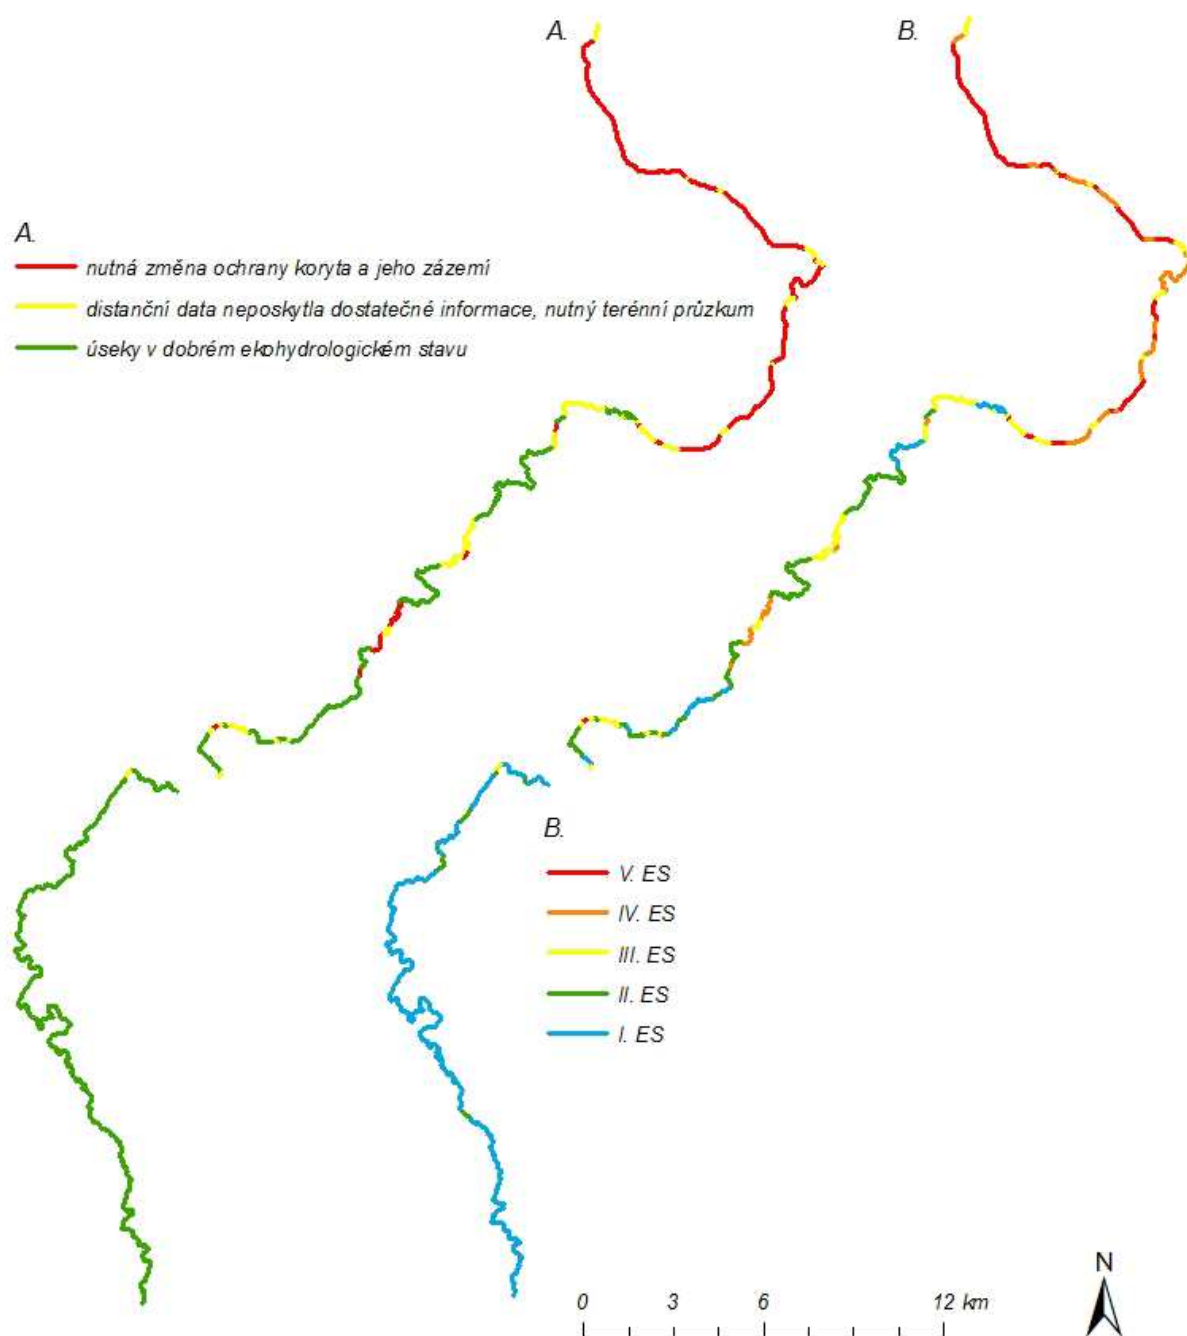 A.
B.
A.
nutná změna ochrany koryta a jeho zázemí
distanční data neposkytla dostatečné informace, nutný terénní průzkum
úseky v dobrém ekohydrologickém stavu
B.
V. ES
IV. ES
III. ES
II. ES
I. ES
N
0 3 6 12 km